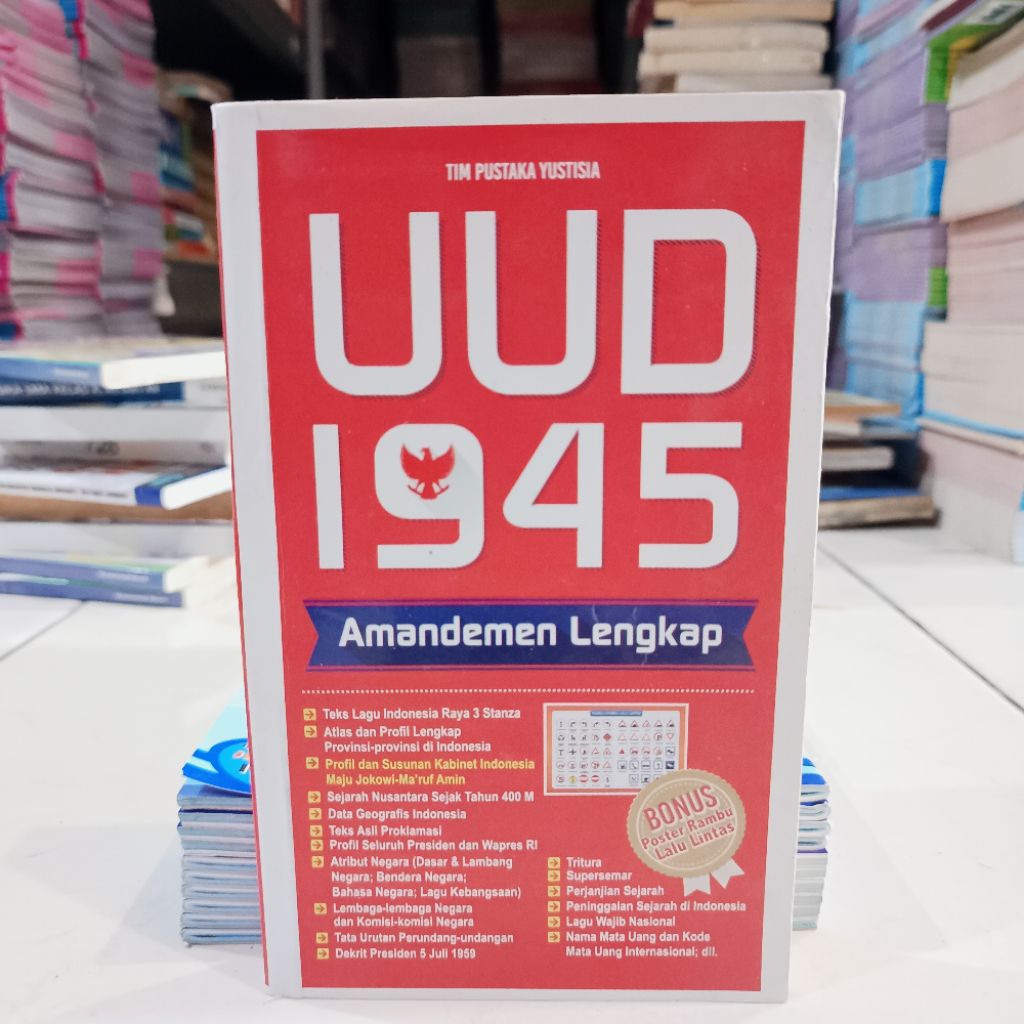 TIM PUSTAKA YUSTISIA
UUD
1945
Amandemen Lengkap
Teks Lagu Indonesia Raya 3 Stanza
Atlas dan Profil Lengkap
Provinsi-provinsi di Indonesia
Profil dan Susunan Kabinet Indonesia
Maju Jokowi-Ma'ruf Amin
Sejarah Nusantara Sejak Tahun 400 M
Data Geografis Indonesia
Teks Asli Proklamasi
Profil Seluruh Presiden dan Wapres RI
Atribut Negara (Dasar & Lambang
Negara; Bendera Negara;
Bahasa Negara; Lagu Kebangsaan)
Lembaga-lembaga Negara
dan Komisi-komisi Negara
Tata Urutan Perundang-undangan
Dekrit Presiden 5 Juli 1959
BONUS
Poster Rambu
Lalu Lintas
Tritura
Supersemar
Perjanjian Sejarah
Peninggalan Sejarah di Indonesia
Lagu Wajib Nasional
Nama Mata Uang dan Kode
Mata Uang Internasional; dll.